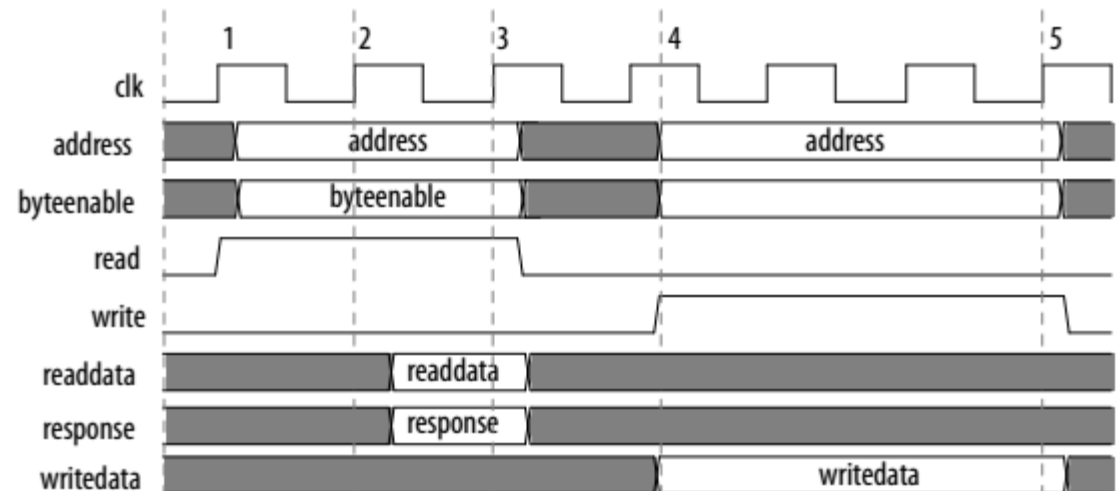 1 2 3 4 5
clk
address address address
byteenable byteenable
read
write
readdata readdata
response response
writedata writedata